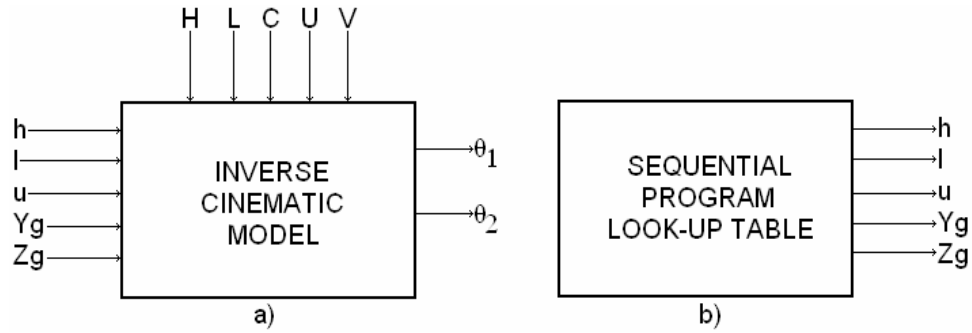 H L C U V
h
l
u
Yg
Zg
INVERSE
CINEMATIC
MODEL
θ1
θ2
a)
SEQUENTIAL
PROGRAM
LOOK-UP TABLE
h
l
u
Yg
Zg
b)